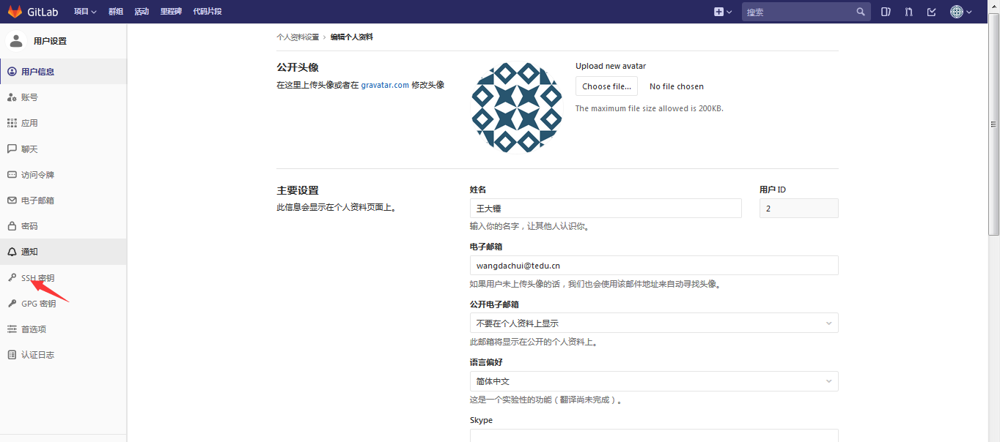 GitLab 项目 群组 活动 里程碑 代码片段 搜索
用户设置
用户信息
账号
应用
聊天
访问令牌
电子邮箱
密码
通知
SSH 密钥
GPG 密钥
首选项
认证日志
个人资料设置 › 编辑个人资料
公开头像
在这里上传头像或者在 gravatar.com 修改头像
Upload new avatar
Choose file... No file chosen
The maximum file size allowed is 200KB.
主要设置
此信息会显示在个人资料页面上。
姓名
王大锤
输入你的名字，让其他人认识你。
用户 ID
2
电子邮箱
wangdachui@tedu.cn
如果用户未上传头像的话，我们也会使用该邮件地址来自动寻找头像。
公开电子邮箱
不要在个人资料上显示
此邮箱将显示在公开的个人资料上。
语言偏好
简体中文
这是一个实验性的功能（翻译尚未完成）。
Skype